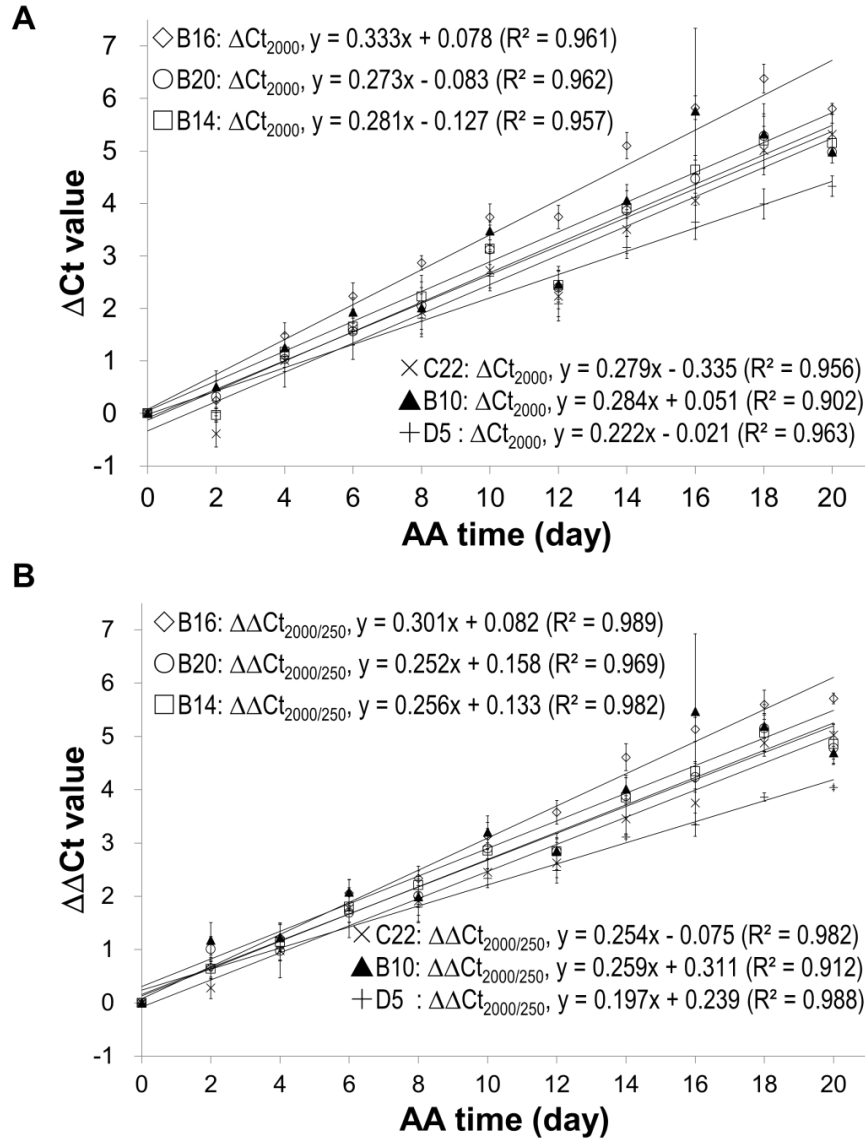 A
7
6
5
4
3
2
1
0
-1
ΔCt value
◇ B16: ΔCt₂₀₀₀, y = 0.333x + 0.078 (R² = 0.961)
○ B20: ΔCt₂₀₀₀, y = 0.273x - 0.083 (R² = 0.962)
□ B14: ΔCt₂₀₀₀, y = 0.281x - 0.127 (R² = 0.957)
× C22: ΔCt₂₀₀₀, y = 0.279x - 0.335 (R² = 0.956)
▲ B10: ΔCt₂₀₀₀, y = 0.284x + 0.051 (R² = 0.902)
+ D5 : ΔCt₂₀₀₀, y = 0.222x - 0.021 (R² = 0.963)
0 2 4 6 8 10 12 14 16 18 20
AA time (day)
B
7
6
5
4
3
2
1
0
-1
ΔΔCt value
◇ B16: ΔΔCt₂₀₀₀/₂₅₀, y = 0.301x + 0.082 (R² = 0.989)
○ B20: ΔΔCt₂₀₀₀/₂₅₀, y = 0.252x + 0.158 (R² = 0.969)
□ B14: ΔΔCt₂₀₀₀/₂₅₀, y = 0.256x + 0.133 (R² = 0.982)
× C22: ΔΔCt₂₀₀₀/₂₅₀, y = 0.254x - 0.075 (R² = 0.982)
▲ B10: ΔΔCt₂₀₀₀/₂₅₀, y = 0.259x + 0.311 (R² = 0.912)
+ D5 : ΔΔCt₂₀₀₀/₂₅₀, y = 0.197x + 0.239 (R² = 0.988)
0 2 4 6 8 10 12 14 16 18 20
AA time (day)